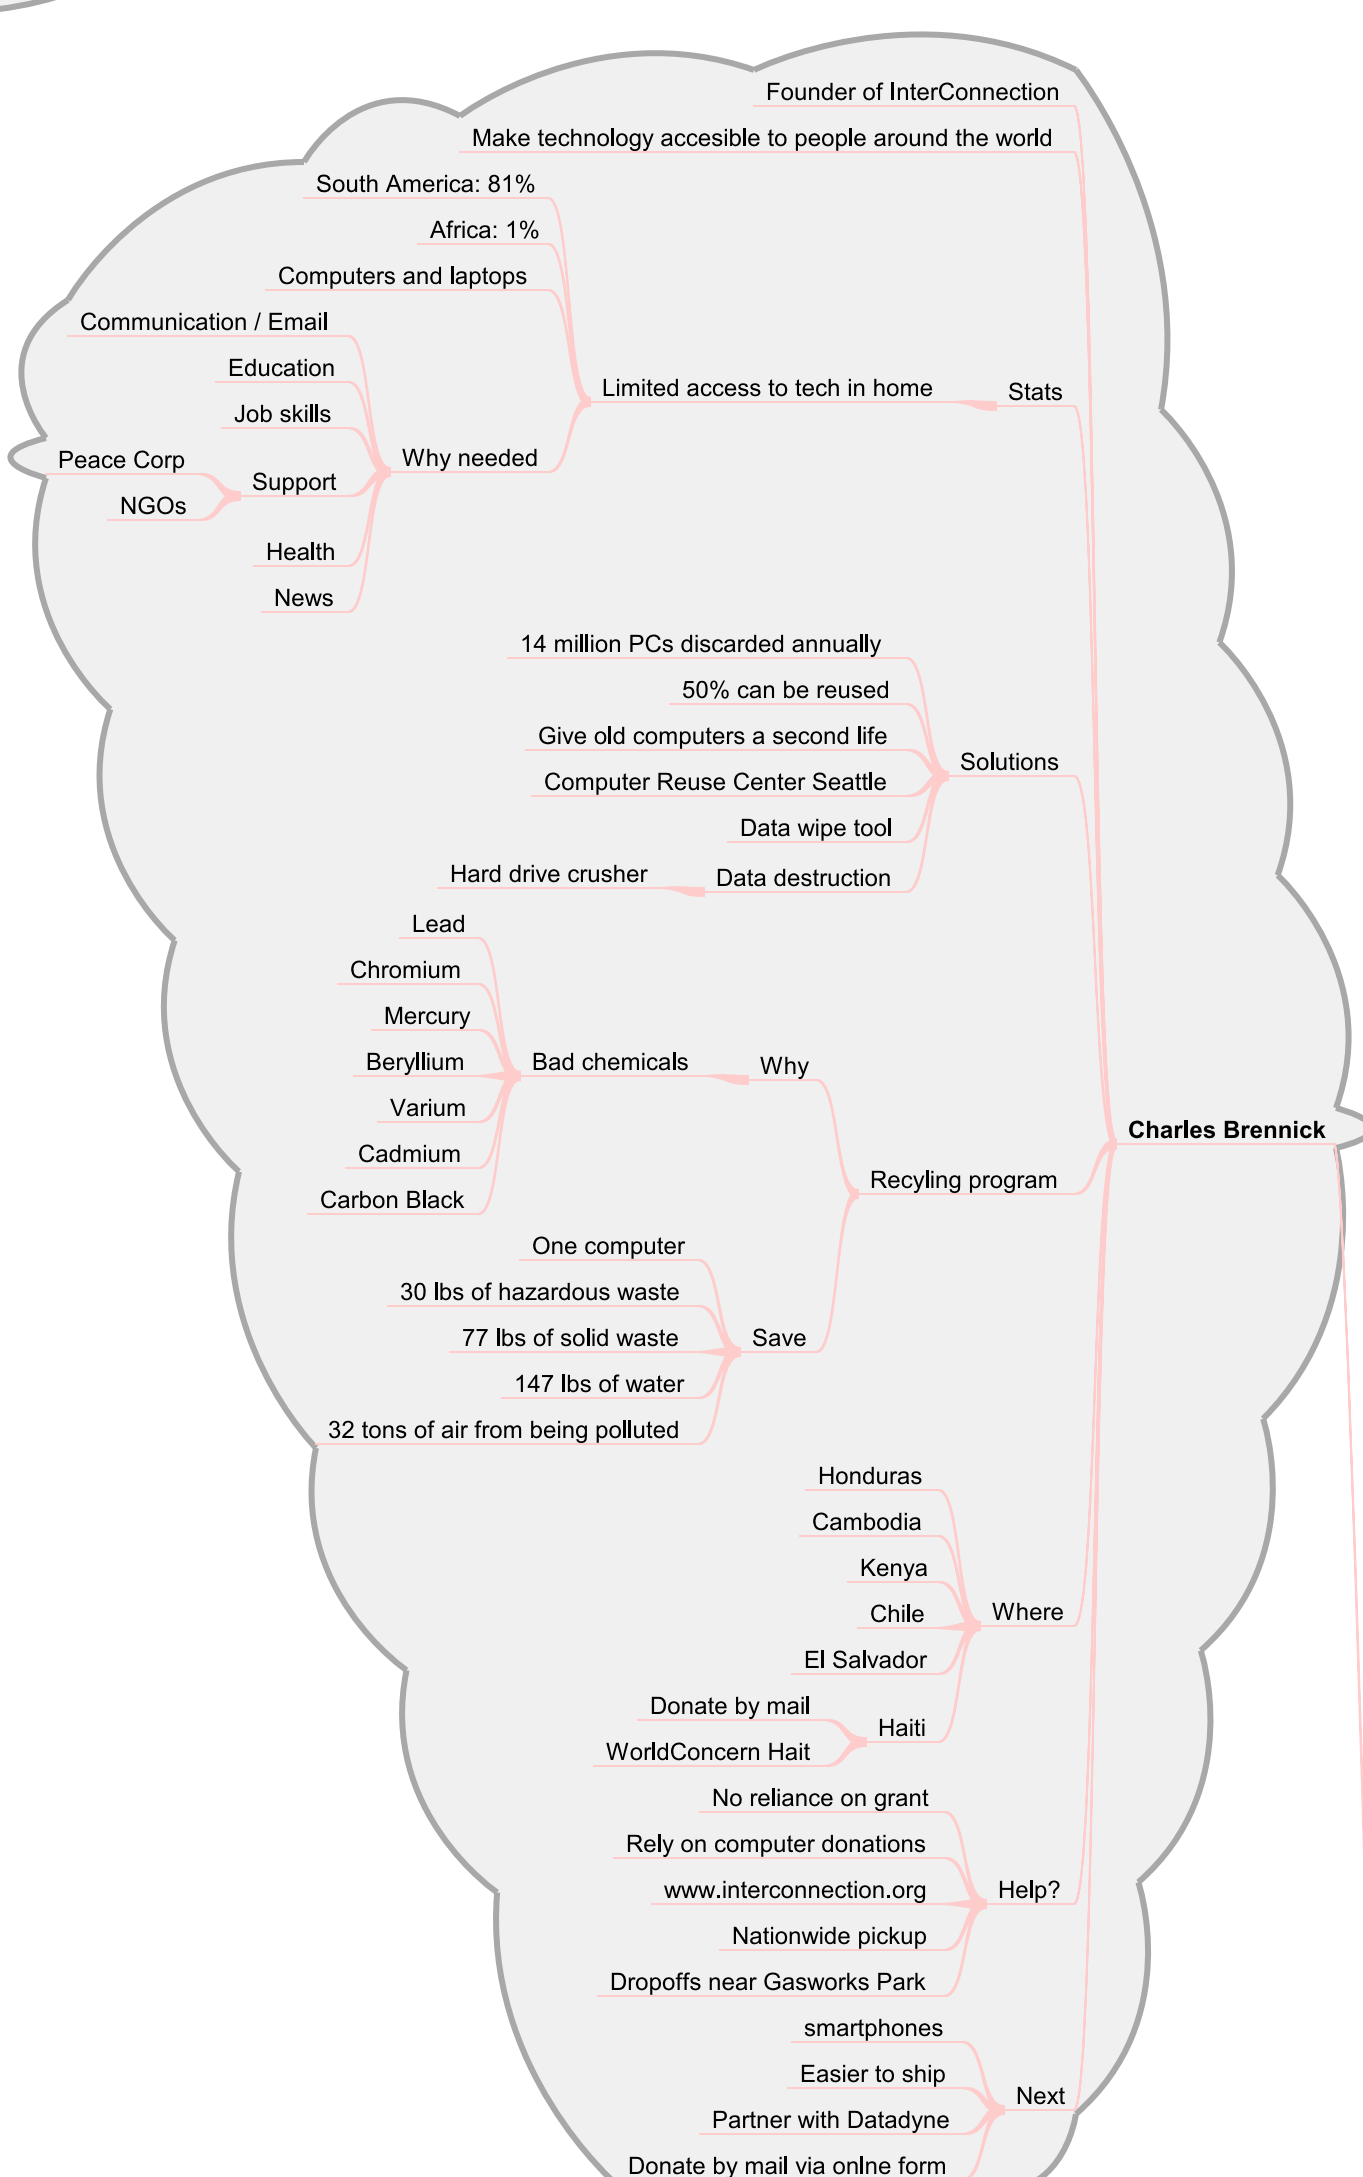 Founder of InterConnection
Make technology accesible to people around the world
South America: 81%
Africa: 1%
Computers and laptops
Communication / Email
Education
Job skills
Peace Corp
NGOs
Support
Health
News
Why needed
Limited access to tech in home
Stats
14 million PCs discarded annually
50% can be reused
Give old computers a second life
Computer Reuse Center Seattle
Data wipe tool
Hard drive crusher
Data destruction
Solutions
Lead
Chromium
Mercury
Beryllium
Varium
Cadmium
Carbon Black
Bad chemicals
Why
One computer
30 lbs of hazardous waste
77 lbs of solid waste
147 lbs of water
32 tons of air from being polluted
Save
Recyling program
Charles Brennick
Honduras
Cambodia
Kenya
Chile
El Salvador
Donate by mail
WorldConcern Hait
Haiti
Where
No reliance on grant
Rely on computer donations
www.interconnection.org
Nationwide pickup
Dropoffs near Gasworks Park
Help?
smartphones
Easier to ship
Partner with Datadyne
Donate by mail via onlne form
Next